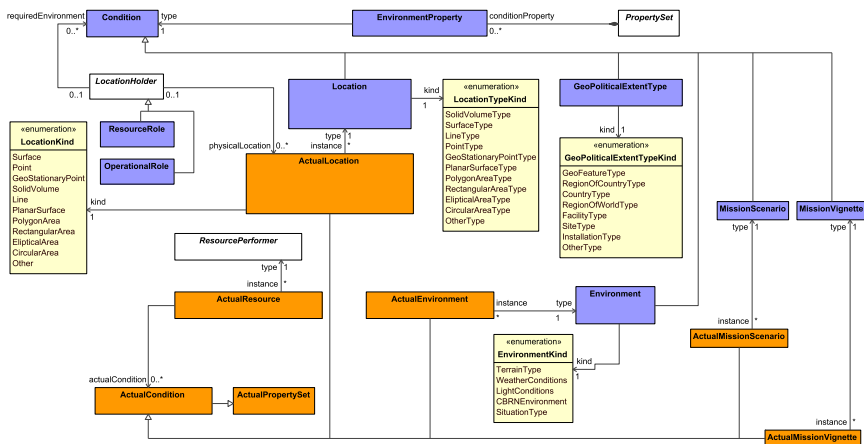 requiredEnvironment
0..*
Condition
type
1
EnvironmentProperty
conditionProperty
0..*
PropertySet
LocationHolder
0..1
0..1
ResourceRole
OperationalRole
Location
kind
1
«enumeration»
LocationTypeKind
SolidVolumeType
SurfaceType
LineType
PointType
GeoStationaryPointType
PlanarSurfaceType
PolygonAreaType
RectangularAreaType
ElipticalAreaType
CircularAreaType
OtherType
GeoPoliticalExtentType
kind
1
«enumeration»
GeoPoliticalExtentTypeKind
GeoFeatureType
RegionOfCountryType
CountryType
RegionOfWorldType
FacilityType
SiteType
InstallationType
OtherType
«enumeration»
LocationKind
Surface
Point
GeoStationaryPoint
SolidVolume
Line
PlanarSurface
PolygonArea
RectangularArea
ElipticalArea
CircularArea
Other
kind
1
type 1
physicalLocation 0..*
instance *
ActualLocation
MissionScenario
type 1
MissionVignette
type 1
ResourcePerformer
type 1
instance *
ActualResource
ActualEnvironment
instance
*
type
1
Environment
instance *
ActualMissionScenario
«enumeration»
EnvironmentKind
TerrainType
WeatherConditions
LightConditions
CBRNEnvironment
SituationType
kind
1
actualCondition 0..*
ActualCondition
ActualPropertySet
instance *
ActualMissionVignette